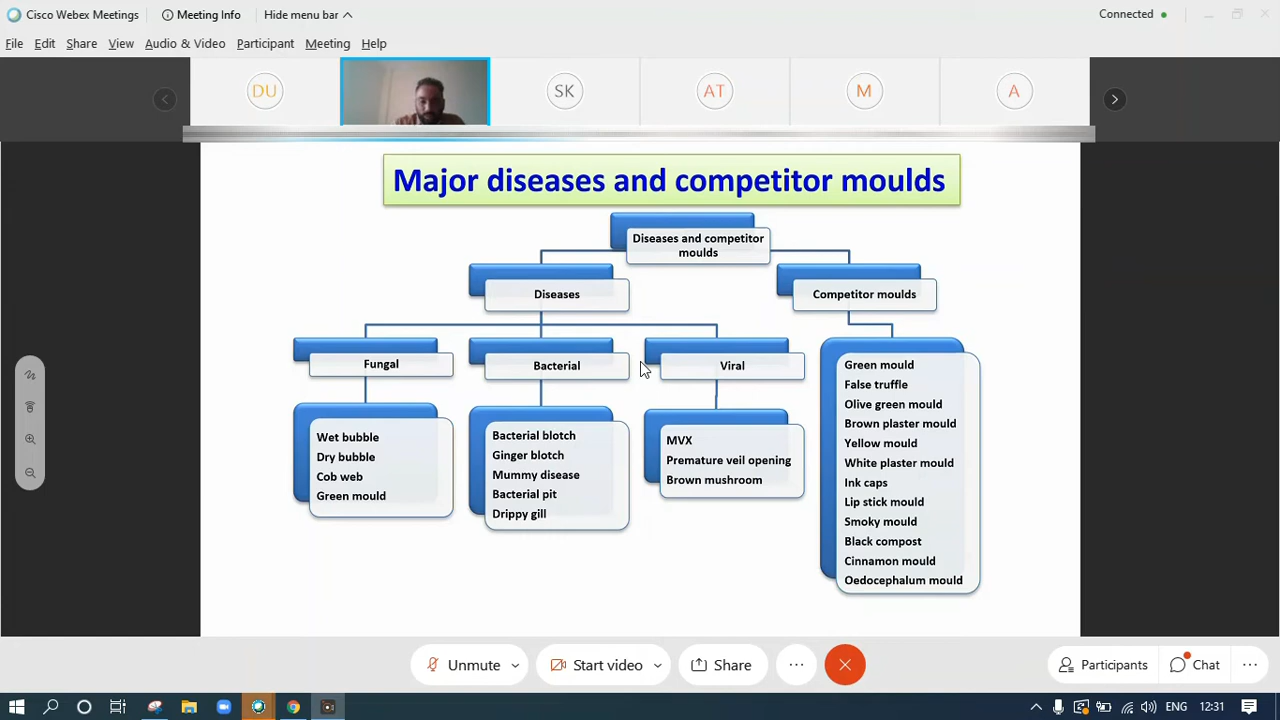 Cisco Webex Meetings
Meeting Info
Hide menu bar
Connected
File Edit Share View Audio & Video Participant Meeting Help
DU
SK
AT
M
A
Major diseases and competitor moulds
Diseases and competitor
moulds
Diseases
Competitor moulds
Fungal
Bacterial
Viral
Wet bubble
Dry bubble
Cob web
Green mould
Bacterial blotch
Ginger blotch
Mummy disease
Bacterial pit
Drippy gill
MVX
Premature veil opening
Brown mushroom
Green mould
False truffle
Olive green mould
Brown plaster mould
Yellow mould
White plaster mould
Ink caps
Lip stick mould
Smoky mould
Black compost
Cinnamon mould
Oedocephalum mould
Unmute
Start video
Share
Participants
Chat
ENG
12:31